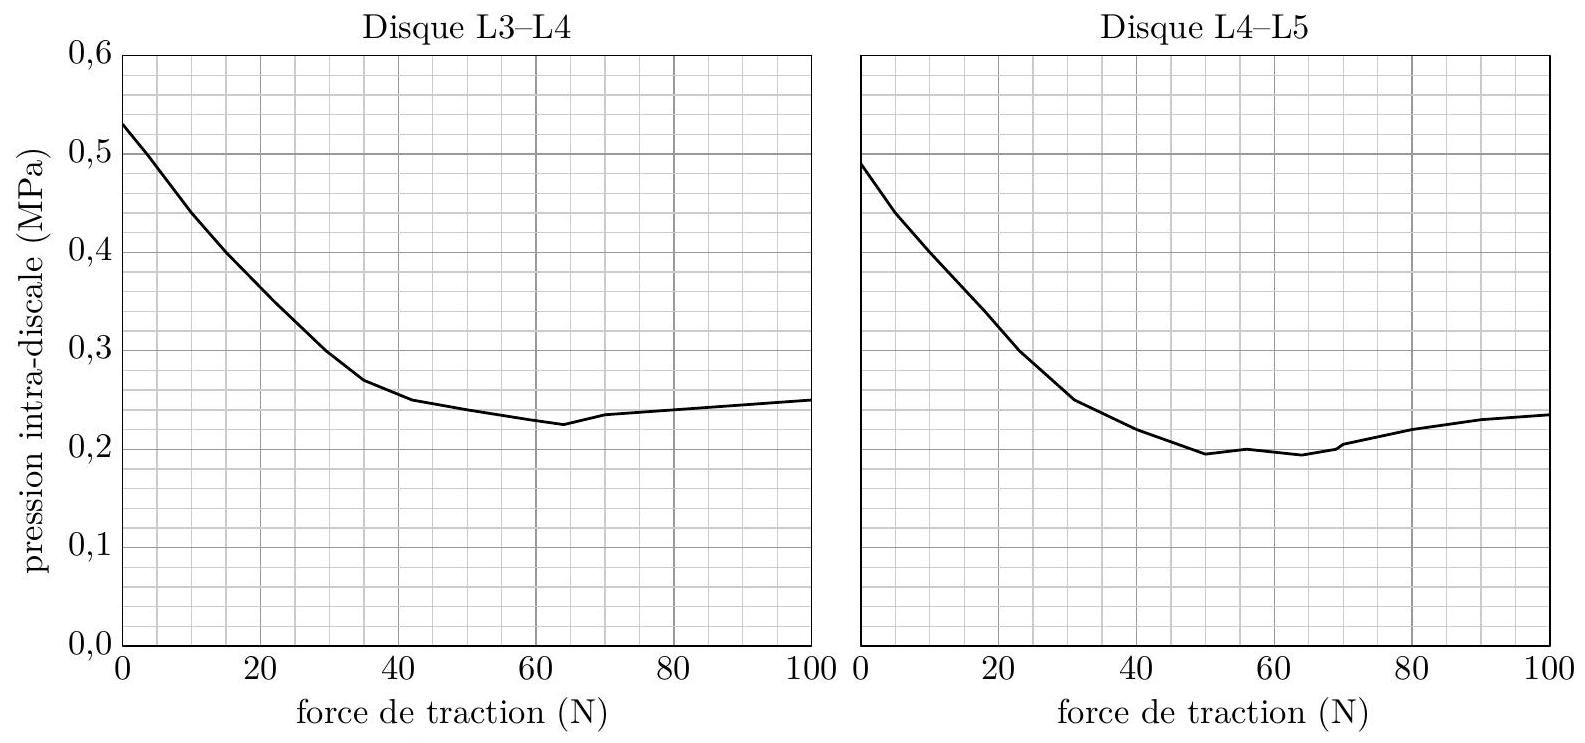 Disque L3–L4
Disque L4–L5
pression intra-discale (MPa)
0,6
0,5
0,4
0,3
0,2
0,1
0,0
0 20 40 60 80 100
0 20 40 60 80 100
force de traction (N)
force de traction (N)